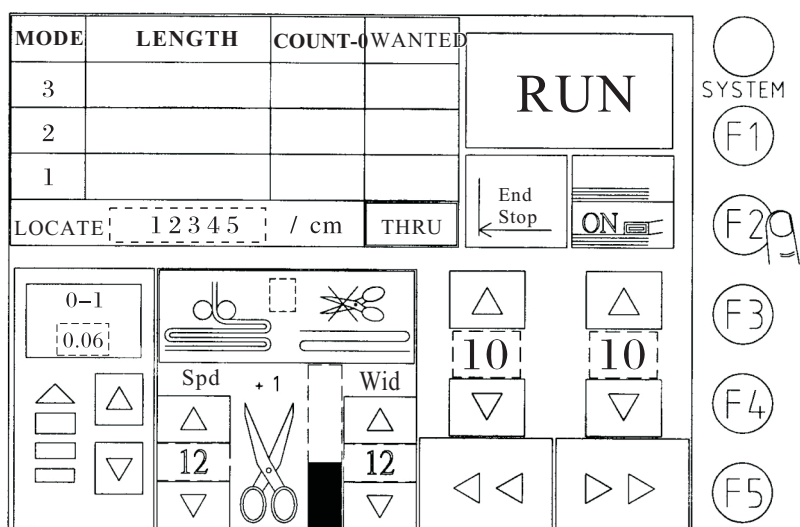 MODE LENGTH COUNT-0 WANTED
3
2
1
LOCATE 12345 / cm THRU
RUN
End
Stop
ON
SYSTEM
F1
F2
F3
F4
F5
0-1
0.06
Spd + 1 Wid
12 12
10 10